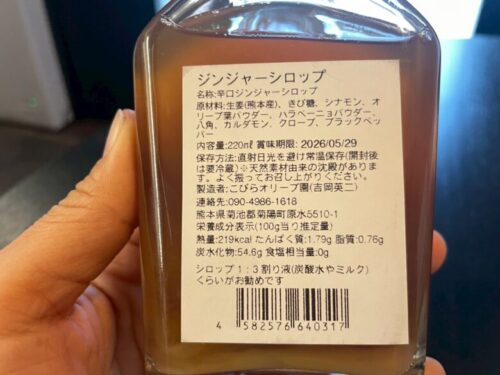 ジンジャーシロップ
名称:辛口ジンジャーシロップ
原材料:生姜(熊本産)、きび糖、シナモン、オ
リーブ葉パウダー、ハラペーニョパウダー、
八角、カルダモン、クローブ、ブラックペッ
パー
内容量:220㎖ 賞味期限: 2026/05/29
保存方法:直射日光を避け常温保存(開封後
は要冷蔵) ※天然素材由来の沈殿がありま
す。よく振ってお召し上がりください。
製造者:こびらオリーブ園(吉岡英二)
連絡先:090-4986-1618
熊本県菊池郡菊陽町原水5510-1
栄養成分表示(100g当り推定量)
熱量:219kcal たんぱく質:1.79g 脂質:0.76g
炭水化物:54.6g 食塩相当量:0g
シロップ1:3割り液(炭酸水やミルク)
くらいがお勧めです
4 582576 640317